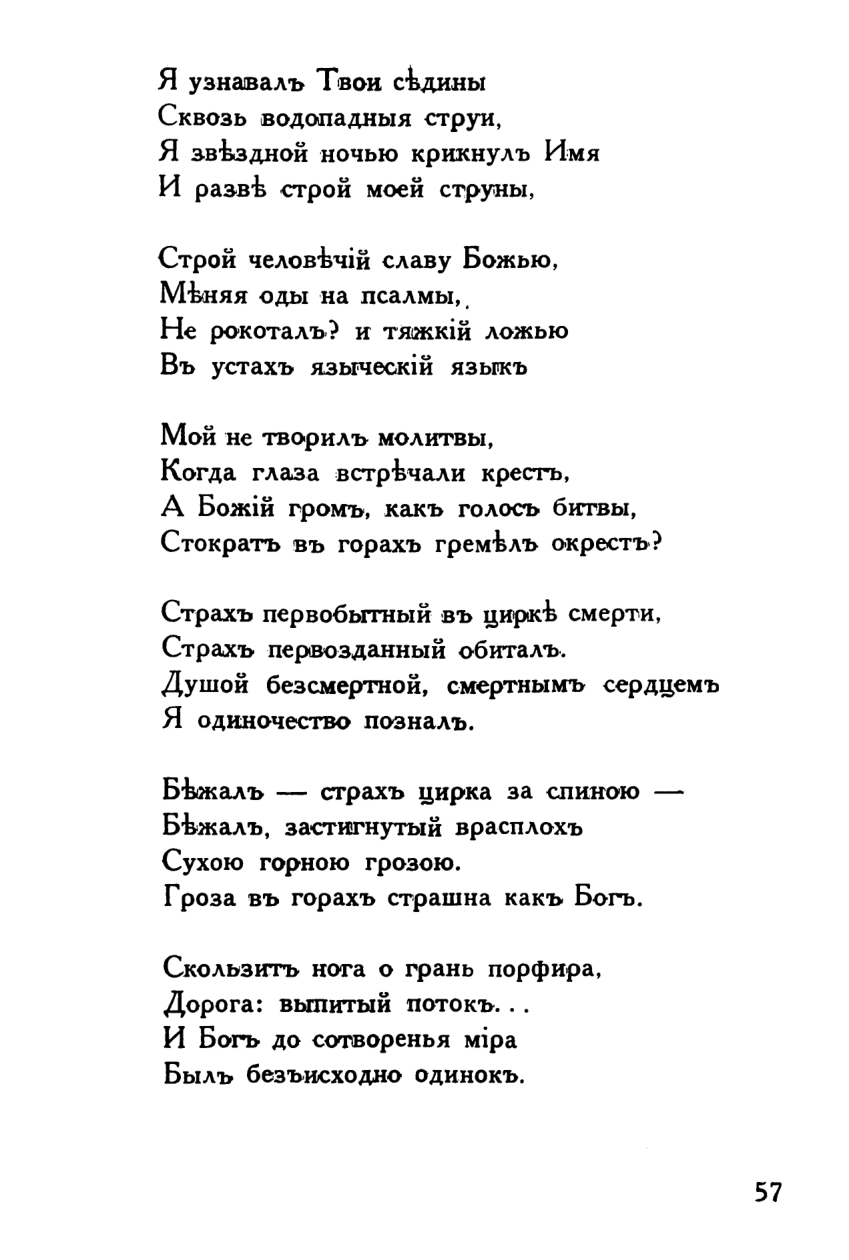 Я узнавалъ Твои сѣдины
Сквозь водопадныя струи,
Я звѣздной ночью крикнулъ Имя
И развѣ строй моей струны,
Строй человѣчій славу Божью,
Мѣняя оды на псалмы,
Не рокоталъ? и тяжкій ложью
Въ устахъ языческій языкъ
Мой не творилъ молитвы,
Когда глаза встрѣчали крестъ,
А Божій громъ, какъ голосъ битвы,
Стократъ въ горахъ гремѣлъ окрестъ?
Страхъ первобытный въ циркѣ смерти,
Страхъ первозданный обиталъ.
Душой безсмертной, смертнымъ сердцемъ
Я одиночество позналъ.
Бѣжалъ — страхъ цирка за спиною —
Бѣжалъ, застигнутый врасплохъ
Сухою горною грозою.
Гроза въ горахъ страшна какъ Богъ.
Скользитъ нога о грань порфира,
Дорога: выпитый потокъ...
И Богъ до сотворенья міра
Былъ безъисходно одинокъ.
57